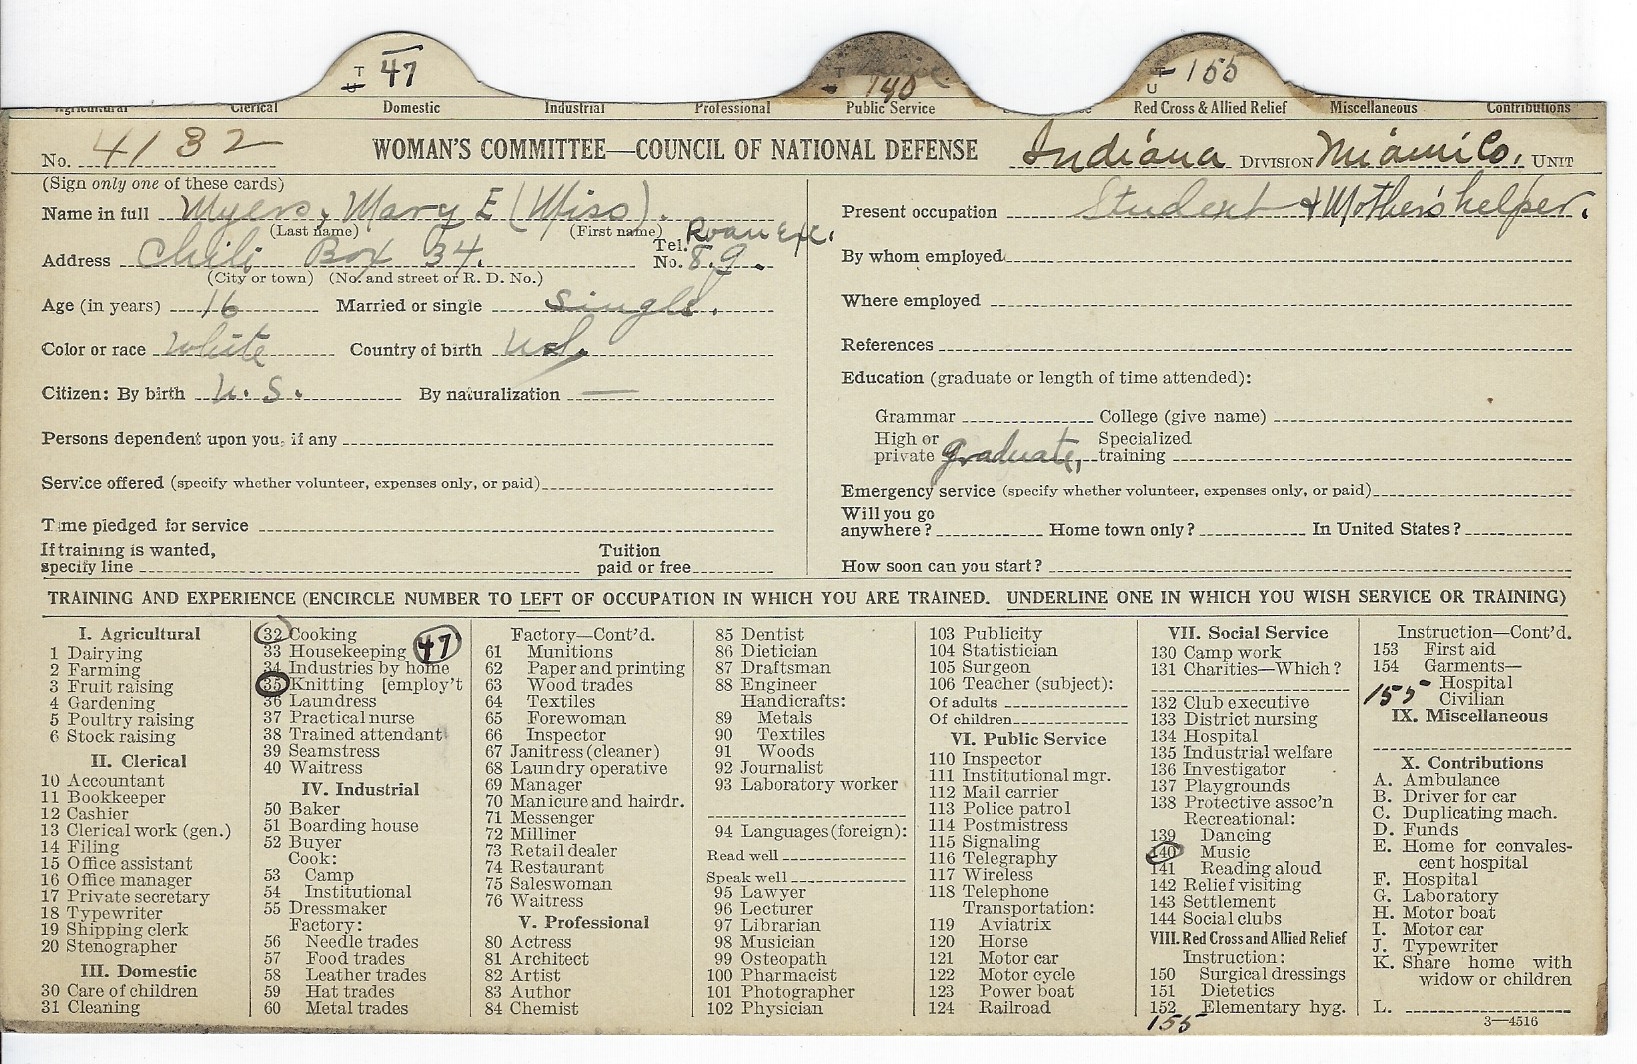 T U 47
T 140
T U 155
Agricultural Clerical Domestic Industrial Professional Public Service Red Cross & Allied Relief Miscellaneous Contributions
No. 4132 WOMAN'S COMMITTEE—COUNCIL OF NATIONAL DEFENSE Indiana DIVISION Miami Co. UNIT
(Sign only one of these cards)
Name in full Myers, Mary E (Miss).
(Last name) (First name)
Address Chili Box 34. Tel. No. 89.
(City or town) (No. and street or R. D. No.)
Age (in years) 16 Married or single Single.
Color or race White Country of birth U.S.
Citizen: By birth U.S. By naturalization —
Persons dependent upon you, if any
Service offered (specify whether volunteer, expenses only, or paid)
Time pledged for service
If training is wanted, specify line Tuition paid or free
Present occupation Student & Mother's helper.
By whom employed
Where employed
References
Education (graduate or length of time attended):
Grammar College (give name)
High or private graduate, Specialized training
Emergency service (specify whether volunteer, expenses only, or paid)
Will you go anywhere? Home town only? In United States?
How soon can you start?
TRAINING AND EXPERIENCE (ENCIRCLE NUMBER TO LEFT OF OCCUPATION IN WHICH YOU ARE TRAINED. UNDERLINE ONE IN WHICH YOU WISH SERVICE OR TRAINING)
I. Agricultural
1 Dairying
2 Farming
3 Fruit raising
4 Gardening
5 Poultry raising
6 Stock raising
II. Clerical
10 Accountant
11 Bookkeeper
12 Cashier
13 Clerical work (gen.)
14 Filing
15 Office assistant
16 Office manager
17 Private secretary
18 Typewriter
19 Shipping clerk
20 Stenographer
III. Domestic
30 Care of children
31 Cleaning
32 Cooking
33 Housekeeping 47
34 Industries by home
35 Knitting [employ't
36 Laundress
37 Practical nurse
38 Trained attendant
39 Seamstress
40 Waitress
IV. Industrial
50 Baker
51 Boarding house
52 Buyer
Cook:
53 Camp
54 Institutional
55 Dressmaker
Factory:
56 Needle trades
57 Food trades
58 Leather trades
59 Hat trades
60 Metal trades
Factory—Cont'd.
61 Munitions
62 Paper and printing
63 Wood trades
64 Textiles
65 Forewoman
66 Inspector
67 Janitress (cleaner)
68 Laundry operative
69 Manager
70 Manicure and hairdr.
71 Messenger
72 Milliner
73 Retail dealer
74 Restaurant
75 Saleswoman
76 Waitress
V. Professional
80 Actress
81 Architect
82 Artist
83 Author
84 Chemist
85 Dentist
86 Dietician
87 Draftsman
88 Engineer
Handicrafts:
89 Metals
90 Textiles
91 Woods
92 Journalist
93 Laboratory worker
94 Languages (foreign):
Read well
Speak well
95 Lawyer
96 Lecturer
97 Librarian
98 Musician
99 Osteopath
100 Pharmacist
101 Photographer
102 Physician
103 Publicity
104 Statistician
105 Surgeon
106 Teacher (subject):
Of adults
Of children
VI. Public Service
110 Inspector
111 Institutional mgr.
112 Mail carrier
113 Police patrol
114 Postmistress
115 Signaling
116 Telegraphy
117 Wireless
118 Telephone
Transportation:
119 Aviatrix
120 Horse
121 Motor car
122 Motor cycle
123 Power boat
124 Railroad
VII. Social Service
130 Camp work
131 Charities—Which?
132 Club executive
133 District nursing
134 Hospital
135 Industrial welfare
136 Investigator
137 Playgrounds
138 Protective assoc'n
Recreational:
139 Dancing
140 Music
141 Reading aloud
142 Relief visiting
143 Settlement
144 Social clubs
VIII. Red Cross and Allied Relief
Instruction:
150 Surgical dressings
151 Dietetics
152 Elementary hyg.
155
Instruction—Cont'd.
153 First aid
154 Garments—
Hospital
155 Civilian
IX. Miscellaneous
X. Contributions
A. Ambulance
B. Driver for car
C. Duplicating mach.
D. Funds
E. Home for convales-
cent hospital
F. Hospital
G. Laboratory
H. Motor boat
I. Motor car
J. Typewriter
K. Share home with
widow or children
L.
3—4516